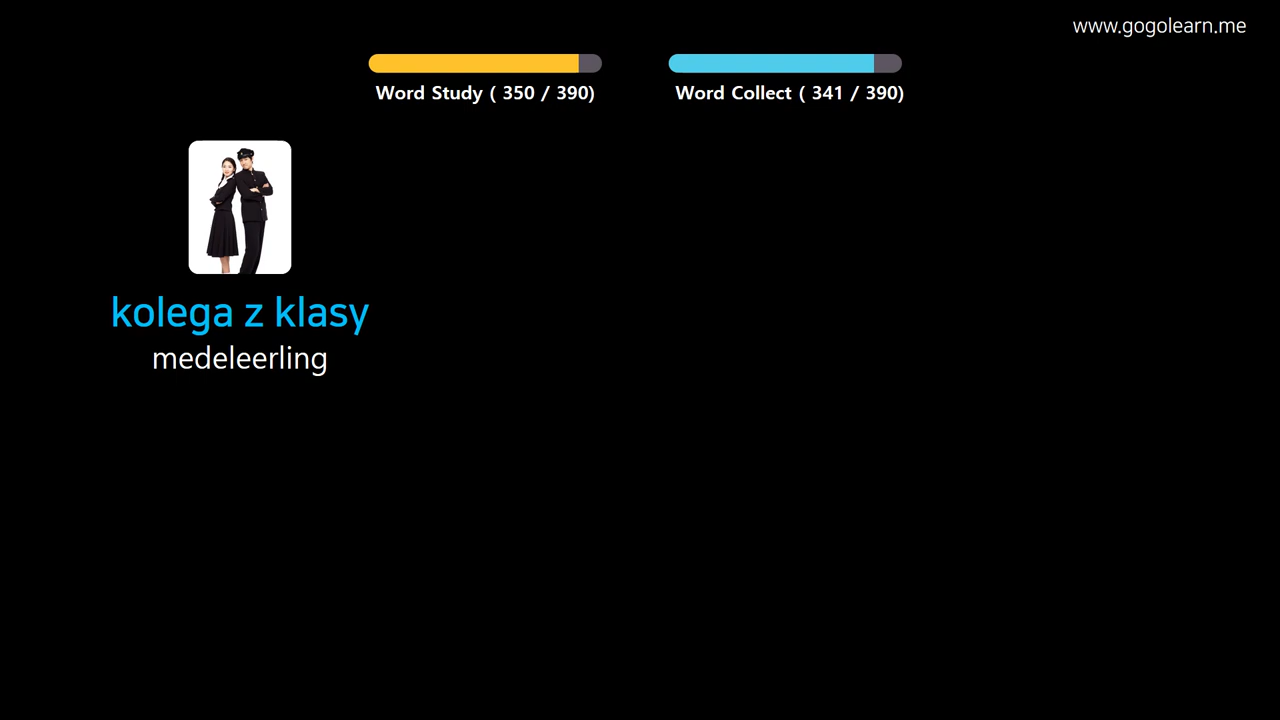 www.gogolearn.me
Word Study ( 350 / 390)
Word Collect ( 341 / 390)
kolega z klasy
medeleerling